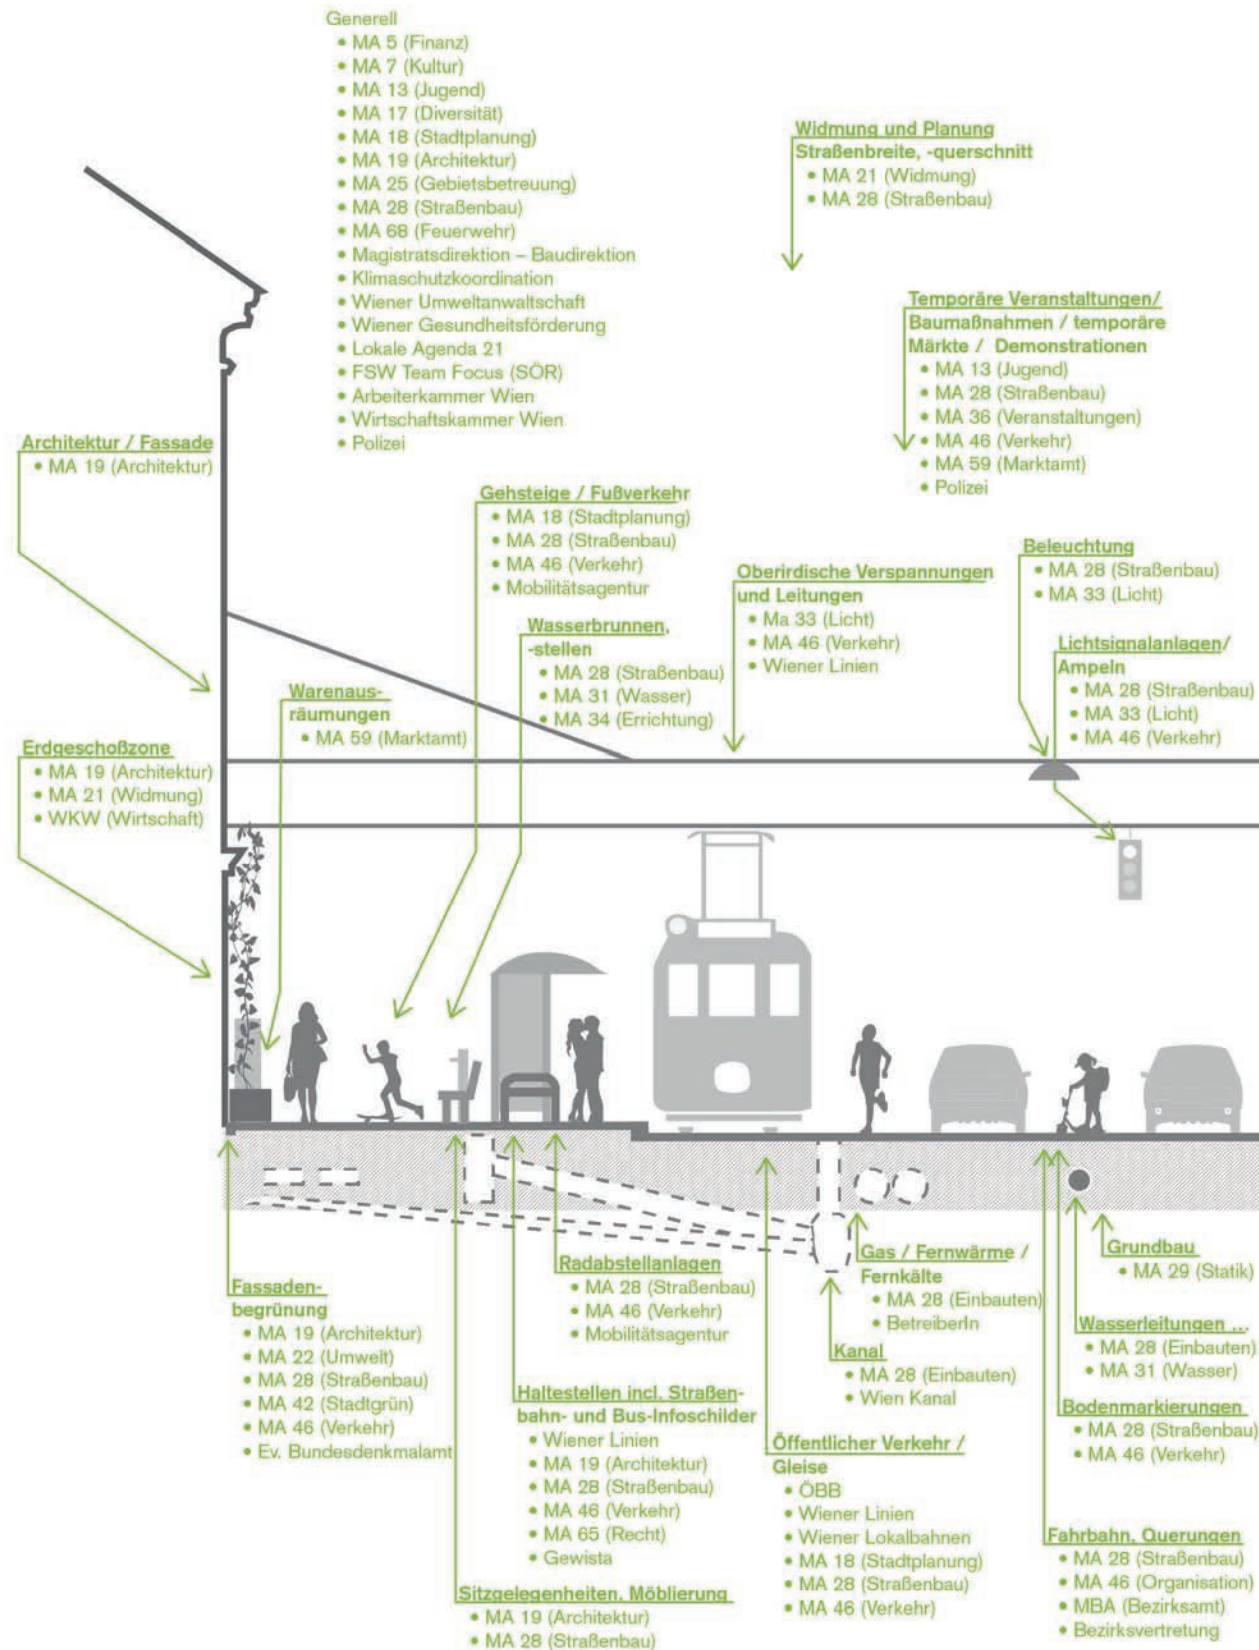 Generell
• MA 5 (Finanz)
• MA 7 (Kultur)
• MA 13 (Jugend)
• MA 17 (Diversität)
• MA 18 (Stadtplanung)
• MA 19 (Architektur)
• MA 25 (Gebietsbetreuung)
• MA 28 (Straßenbau)
• MA 68 (Feuerwehr)
• Magistratsdirektion – Baudirektion
• Klimaschutzkoordination
• Wiener Umweltanwaltschaft
• Wiener Gesundheitsförderung
• Lokale Agenda 21
• FSW Team Focus (SÖR)
• Arbeiterkammer Wien
• Wirtschaftskammer Wien
• Polizei
Widmung und Planung
Straßenbreite, -querschnitt
• MA 21 (Widmung)
• MA 28 (Straßenbau)
Temporäre Veranstaltungen/
Baumaßnahmen / temporäre
Märkte / Demonstrationen
• MA 13 (Jugend)
• MA 28 (Straßenbau)
• MA 36 (Veranstaltungen)
• MA 46 (Verkehr)
• MA 59 (Marktamt)
• Polizei
Architektur / Fassade
• MA 19 (Architektur)
Gehsteige / Fußverkehr
• MA 18 (Stadtplanung)
• MA 28 (Straßenbau)
• MA 46 (Verkehr)
• Mobilitätsagentur
Wasserbrunnen,
-stellen
• MA 28 (Straßenbau)
• MA 31 (Wasser)
• MA 34 (Errichtung)
Oberirdische Verspannungen
und Leitungen
• Ma 33 (Licht)
• MA 46 (Verkehr)
• Wiener Linien
Beleuchtung
• MA 28 (Straßenbau)
• MA 33 (Licht)
Lichtsignalanlagen/
Ampeln
• MA 28 (Straßenbau)
• MA 33 (Licht)
• MA 46 (Verkehr)
Warenaus-
räumungen
• MA 59 (Marktamt)
Erdgeschoßzone
• MA 19 (Architektur)
• MA 21 (Widmung)
• WKW (Wirtschaft)
Fassaden-
begrünung
• MA 19 (Architektur)
• MA 22 (Umwelt)
• MA 28 (Straßenbau)
• MA 42 (Stadtgrün)
• MA 46 (Verkehr)
• Ev. Bundesdenkmalamt
Radabstellanlagen
• MA 28 (Straßenbau)
• MA 46 (Verkehr)
• Mobilitätsagentur
Haltestellen incl. Straßen-
bahn- und Bus-Infoschilder
• Wiener Linien
• MA 19 (Architektur)
• MA 28 (Straßenbau)
• MA 46 (Verkehr)
• MA 65 (Recht)
• Gewista
Sitzgelegenheiten, Möblierung
• MA 19 (Architektur)
• MA 28 (Straßenbau)
Gas / Fernwärme /
Fernkälte
• MA 28 (Einbauten)
• BetreiberIn
Kanal
• MA 28 (Einbauten)
• Wien Kanal
Öffentlicher Verkehr /
Gleise
• ÖBB
• Wiener Linien
• Wiener Lokalbahnen
• MA 18 (Stadtplanung)
• MA 28 (Straßenbau)
• MA 46 (Verkehr)
Grundbau
• MA 29 (Statik)
Wasserleitungen ...
• MA 28 (Einbauten)
• MA 31 (Wasser)
Bodenmarkierungen
• MA 28 (Straßenbau)
• MA 46 (Verkehr)
Fahrbahn, Querungen
• MA 28 (Straßenbau)
• MA 46 (Organisation)
• MBA (Bezirksamt)
• Bezirksvertretung